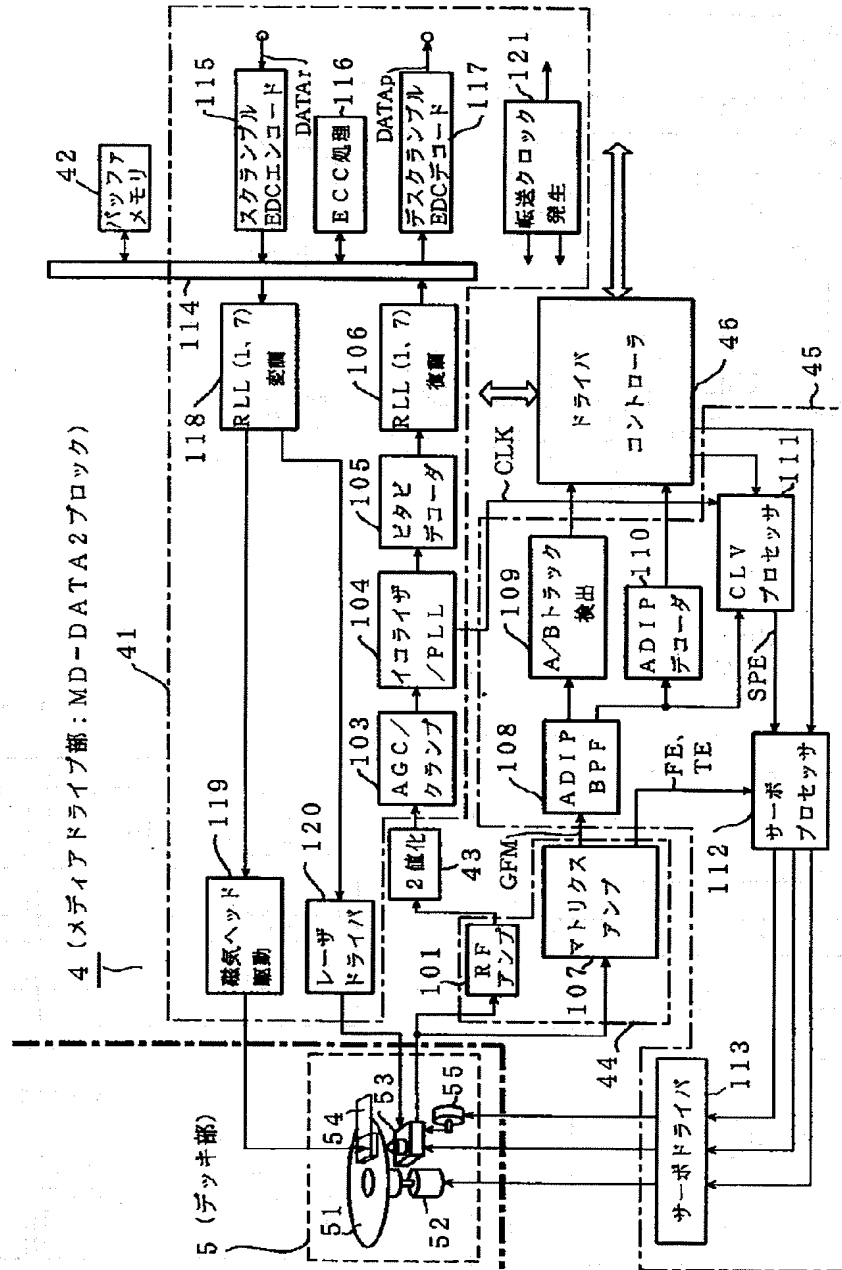 4 (メディアドライブ部:MD-DATA2ブロック)
41
42
バッファ
メモリ
5 (デッキ部)
51
52
53
54
55
119
磁気ヘッド
駆動
120
レーザ
ドライバ
118
RLL(1、7)
変調
114
115
スクランブル
EDCエンコード
DATAr
116
ECC処理
DATAp
117
デスクランブル
EDCデコード
121
転送クロック
発生
101
RF
アンプ
43
2値化
103
AGC/
クランプ
104
イコライザ
/PLL
105
ビタビ
デコーダ
106
RLL(1、7)
復調
CLK
44
107
マトリクス
アンプ
GFM
108
ADIP
BPF
109
A/Bトラック
検出
110
ADIP
デコーダ
46
ドライバ
コントローラ
45
111
CLV
プロセッサ
SPE
FE、
TE
112
サーボ
プロセッサ
113
サーボドライバ